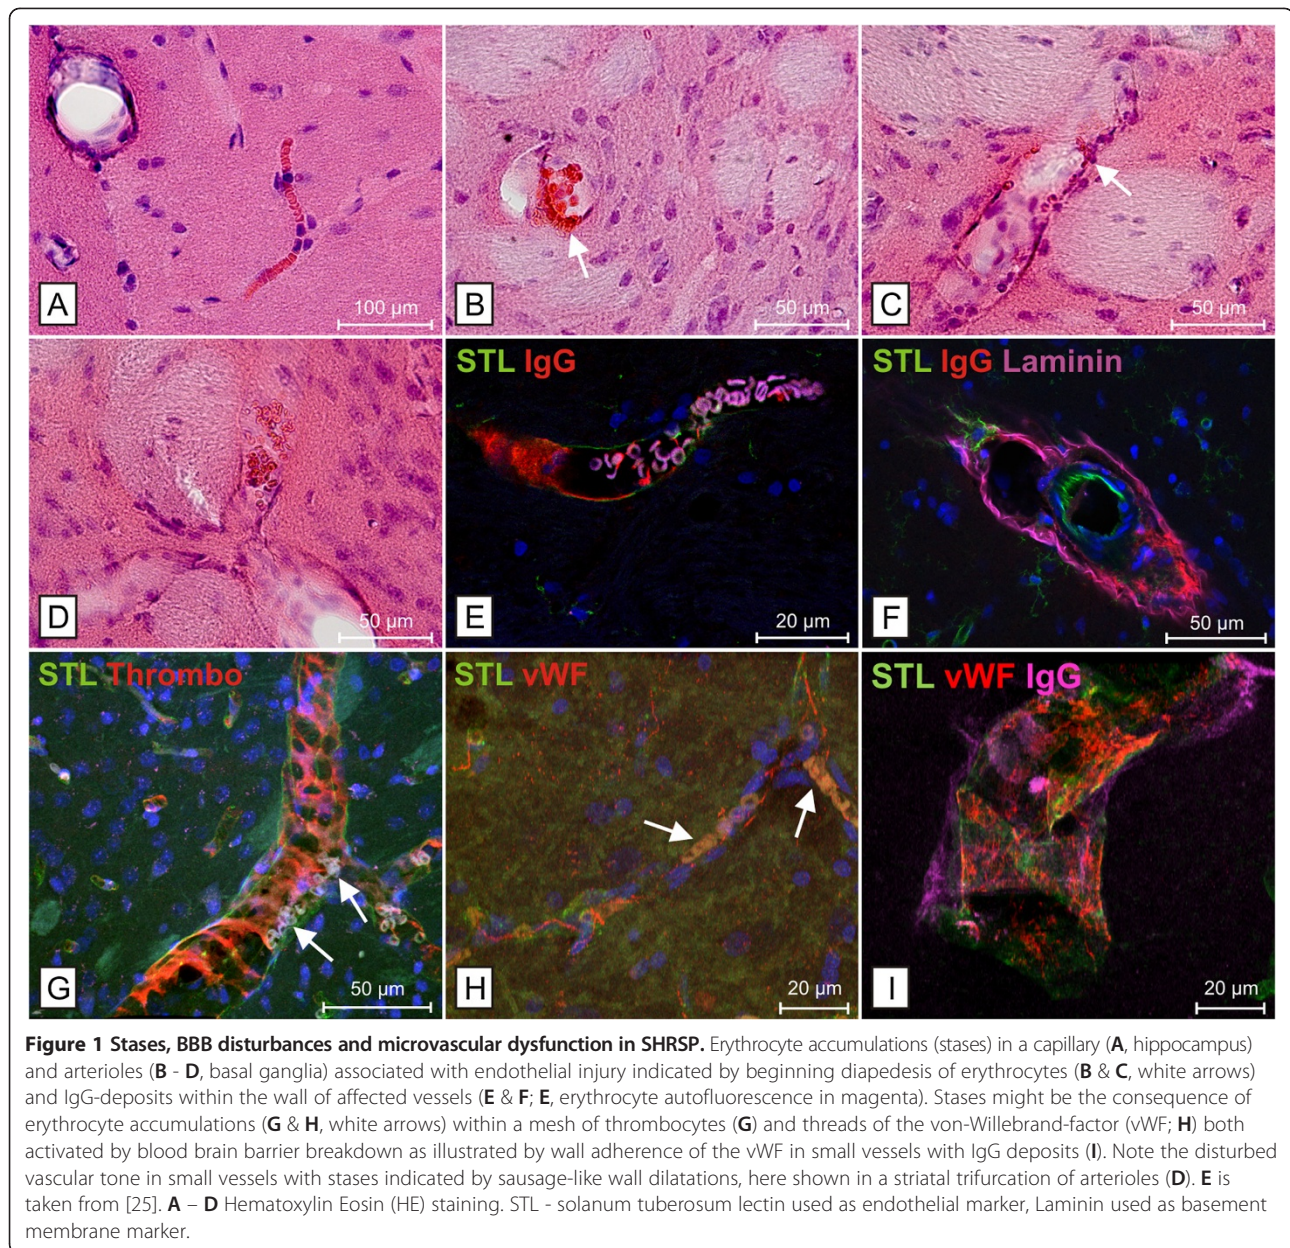 A
100 µm
B
50 µm
C
50 µm
D
50 µm
STL IgG
E
20 µm
STL IgG Laminin
F
50 µm
STL Thrombo
G
50 µm
STL vWF
H
20 µm
STL vWF IgG
I
20 µm
Figure 1 Stases, BBB disturbances and microvascular dysfunction in SHRSP. Erythrocyte accumulations (stases) in a capillary (A, hippocampus)
and arterioles (B - D, basal ganglia) associated with endothelial injury indicated by beginning diapedesis of erythrocytes (B & C, white arrows)
and IgG-deposits within the wall of affected vessels (E & F; E, erythrocyte autofluorescence in magenta). Stases might be the consequence of
erythrocyte accumulations (G & H, white arrows) within a mesh of thrombocytes (G) and threads of the von-Willebrand-factor (vWF; H) both
activated by blood brain barrier breakdown as illustrated by wall adherence of the vWF in small vessels with IgG deposits (I). Note the disturbed
vascular tone in small vessels with stases indicated by sausage-like wall dilatations, here shown in a striatal trifurcation of arterioles (D). E is
taken from [25]. A – D Hematoxylin Eosin (HE) staining. STL - solanum tuberosum lectin used as endothelial marker, Laminin used as basement
membrane marker.